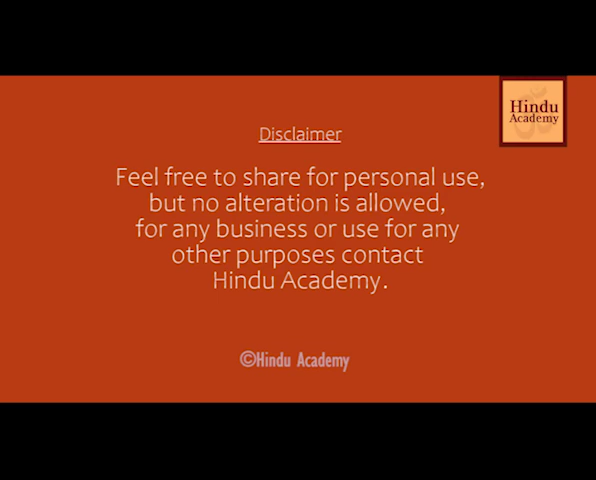 Hindu
Academy
Disclaimer
Feel free to share for personal use,
but no alteration is allowed,
for any business or use for any
other purposes contact
Hindu Academy.
©Hindu Academy